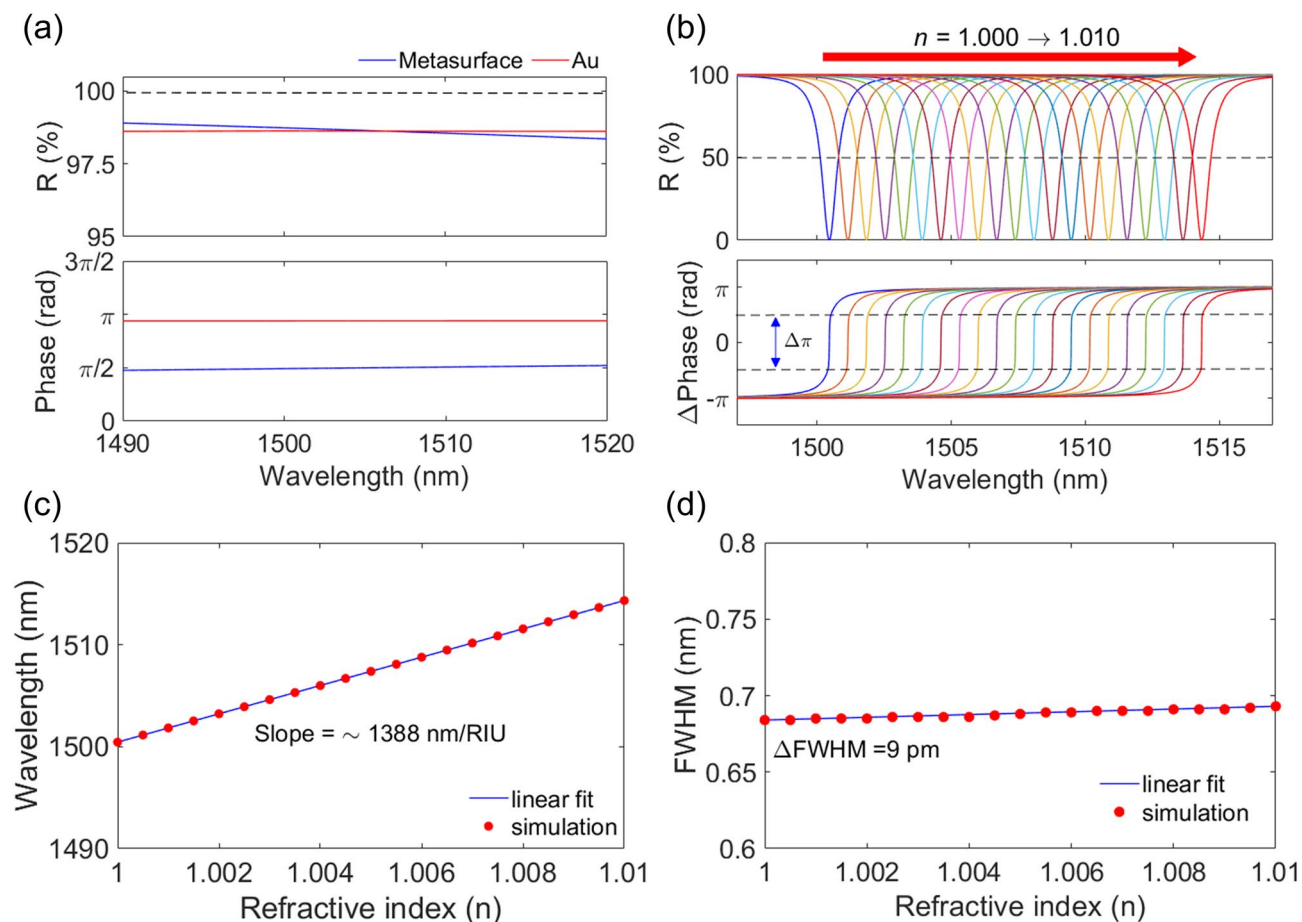 (a)
Metasurface Au
100
97.5
95
R (%)
3π/2
π
π/2
0
Phase (rad)
1490 1500 1510 1520
Wavelength (nm)
(b)
n = 1.000 → 1.010
100
50
0
R (%)
π
0
-π
ΔPhase (rad)
Δπ
1500 1505 1510 1515
Wavelength (nm)
(c)
1520
1510
1500
1490
Wavelength (nm)
Slope = ~ 1388 nm/RIU
linear fit
simulation
1 1.002 1.004 1.006 1.008 1.01
Refractive index (n)
(d)
0.8
0.75
0.7
0.65
0.6
FWHM (nm)
ΔFWHM =9 pm
linear fit
simulation
1 1.002 1.004 1.006 1.008 1.01
Refractive index (n)